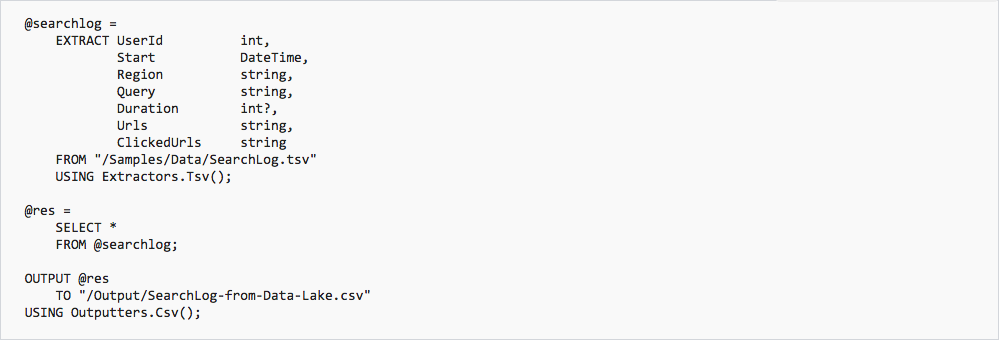 @searchlog =
    EXTRACT UserId          int,
            Start           DateTime,
            Region          string,
            Query           string,
            Duration        int?,
            Urls            string,
            ClickedUrls     string
    FROM "/Samples/Data/SearchLog.tsv"
    USING Extractors.Tsv();

@res =
    SELECT *
    FROM @searchlog;

OUTPUT @res
    TO "/Output/SearchLog-from-Data-Lake.csv"
USING Outputters.Csv();